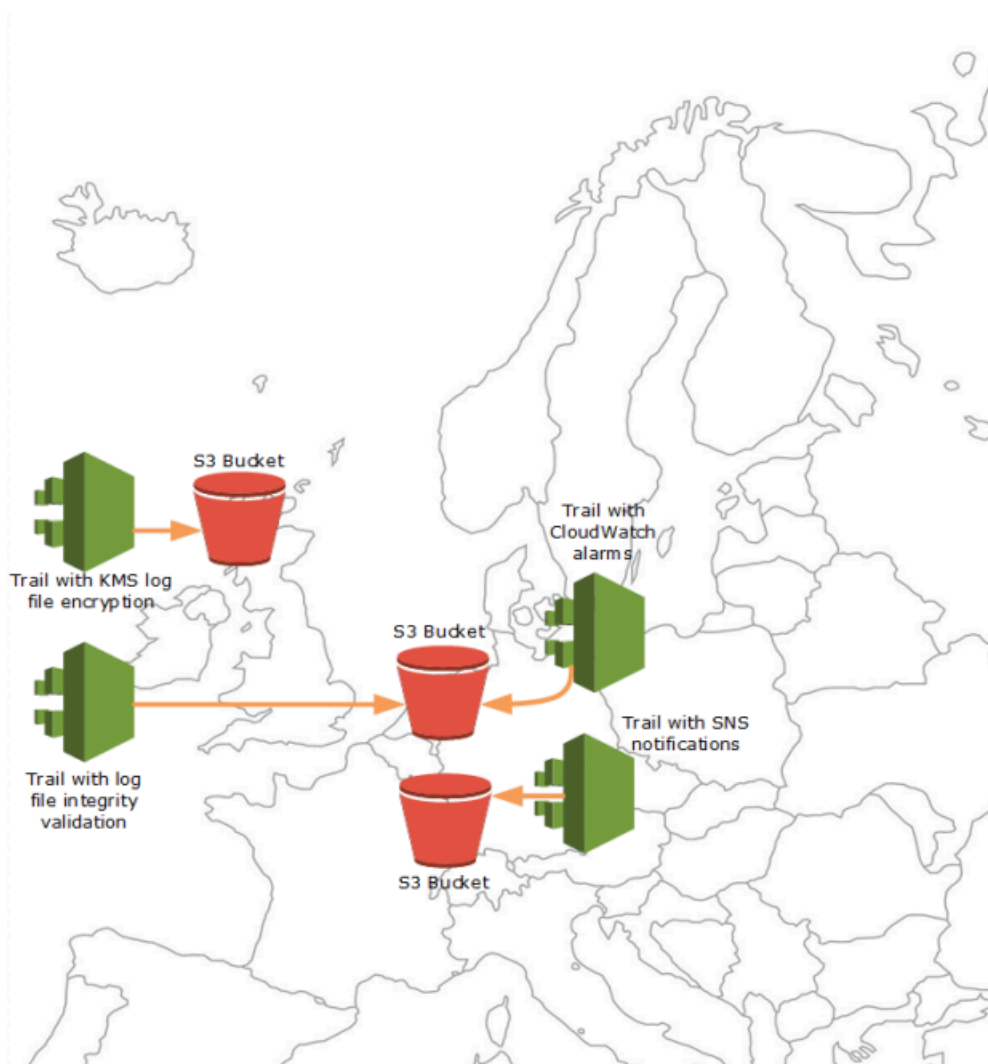 S3 Bucket
Trail with KMS log
file encryption
Trail with
CloudWatch
alarms
S3 Bucket
Trail with log
file integrity
validation
Trail with SNS
notifications
S3 Bucket